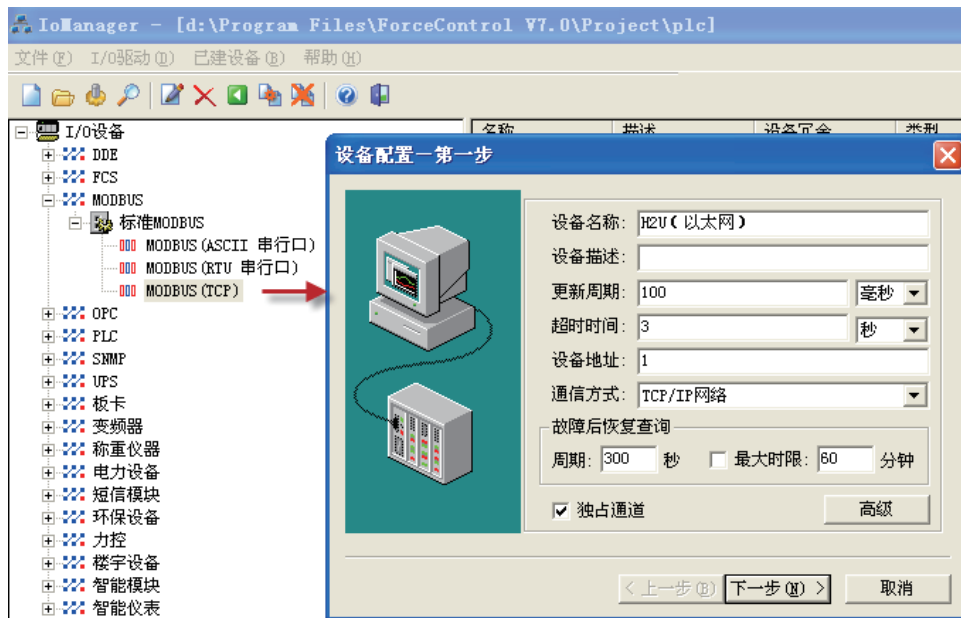 IoManager - [d:\Program Files\ForceControl V7.0\Project\plc]
文件(F) I/O驱动(D) 已建设备(B) 帮助(H)
I/O设备
名称 描述 设备冗余 类型
DDE
FCS
MODBUS
标准MODBUS
MODBUS(ASCII 串行口)
MODBUS(RTU 串行口)
MODBUS(TCP)
OPC
PLC
SNMP
UPS
板卡
变频器
称重仪器
电力设备
短信模块
环保设备
力控
楼宇设备
智能模块
智能仪表
设备配置－第一步
设备名称: H2U(以太网)
设备描述:
更新周期: 100 毫秒
超时时间: 3 秒
设备地址: 1
通信方式: TCP/IP网络
故障后恢复查询
周期: 300 秒 最大时限: 60 分钟
独占通道 高级
< 上一步(B) 下一步(N) > 取消